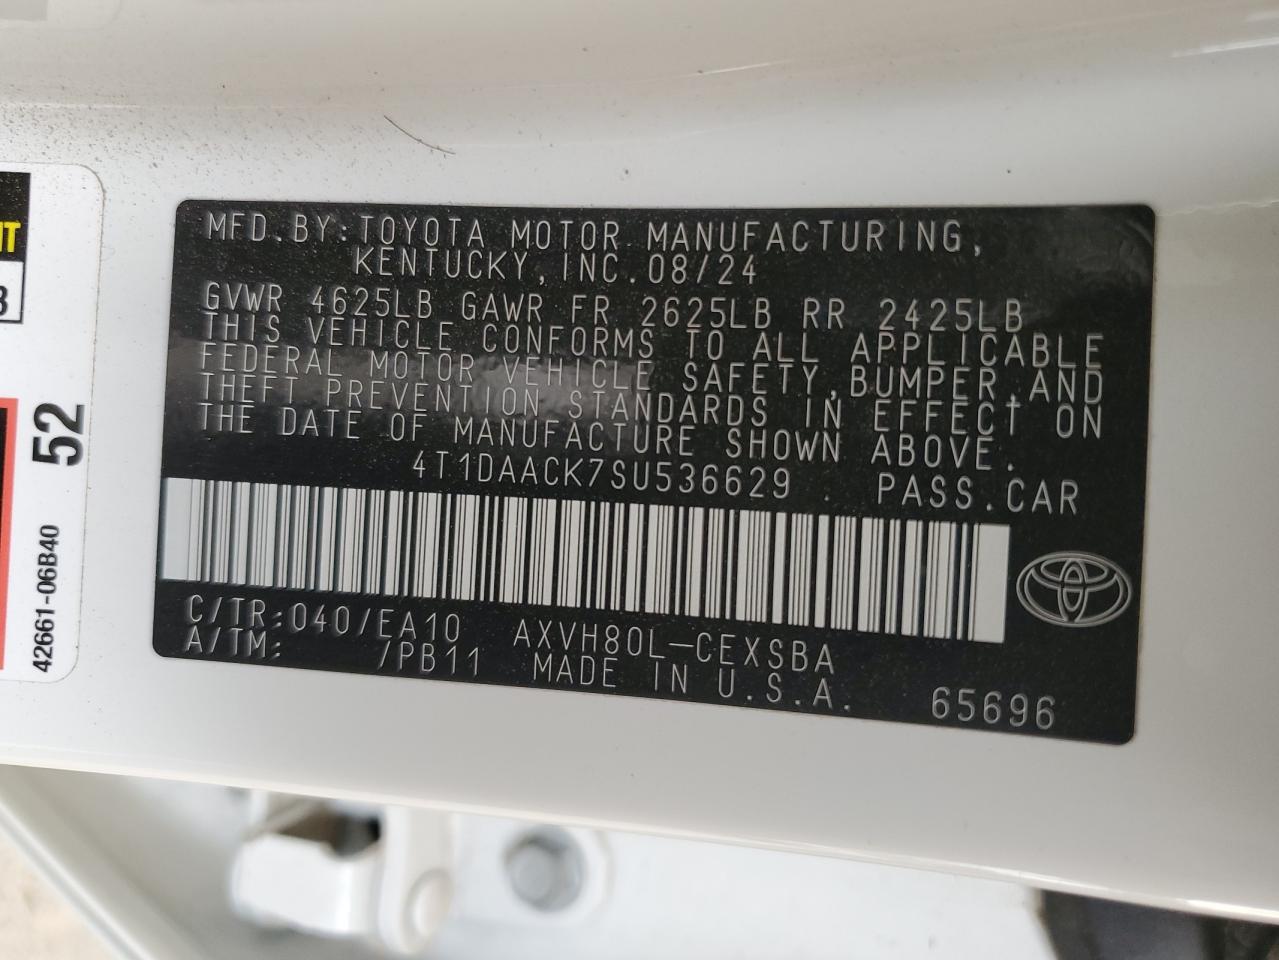 MFD.BY:TOYOTA MOTOR MANUFACTURING,
KENTUCKY, INC. 08/24
GVWR 4625LB GAWR FR 2625LB RR 2425LB
THIS VEHICLE CONFORMS TO ALL APPLICABLE
FEDERAL MOTOR VEHICLE SAFETY, BUMPER, AND
THEFT PREVENTION STANDARDS IN EFFECT ON
THE DATE OF MANUFACTURE SHOWN ABOVE.
4T1DAACK7SU536629 . PASS.CAR
C/TR:040/EA10 AXVH80L-CEXSBA
A/TM: /PB11 MADE IN U.S.A. 65696
52
42661-06B40